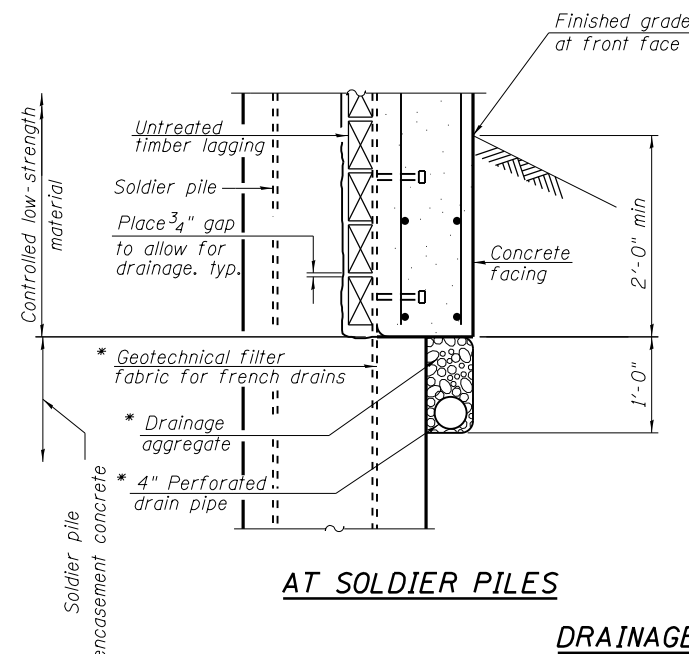 Finished grade
at front face
Untreated
timber lagging
Soldier pile
Place 3/4" gap
to allow for
drainage. typ.
Controlled low-strength
material
Concrete
facing
2'-0" min
1'-0"
* Geotechnical filter
fabric for french drains
* Drainage
aggregate
* 4" Perforated
drain pipe
Soldier pile
encasement concrete
AT SOLDIER PILES
DRAINAGE